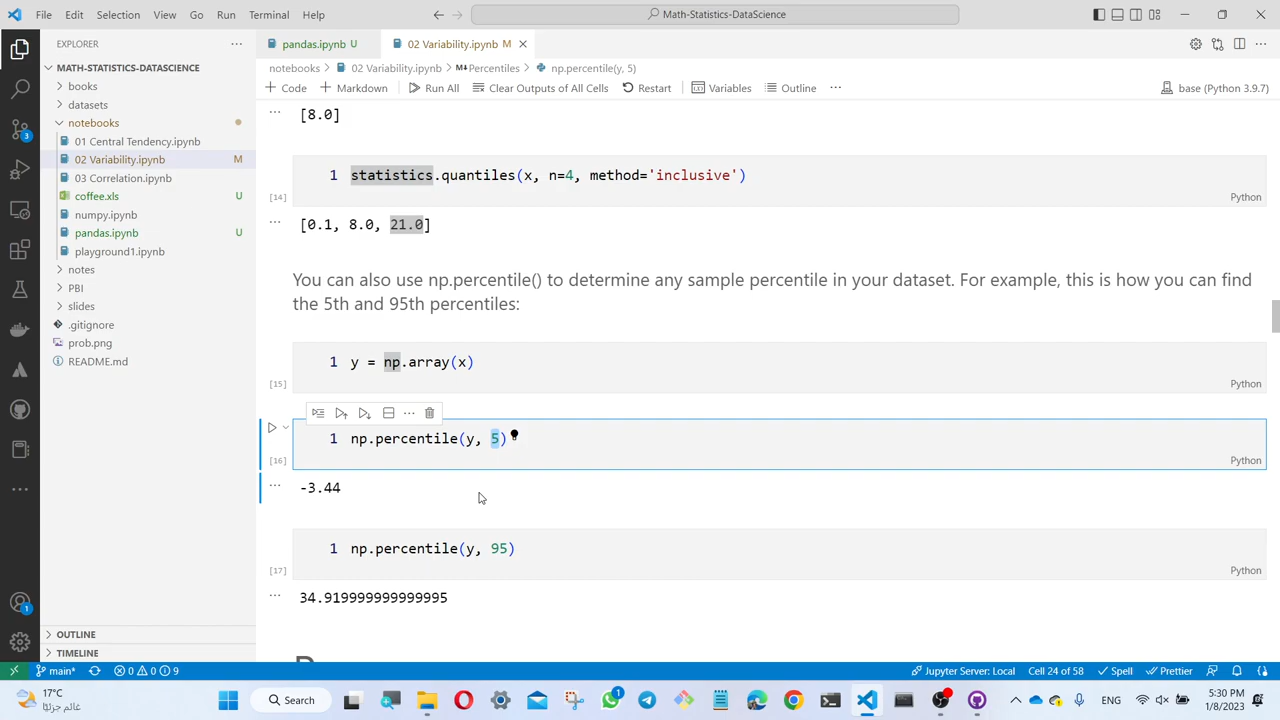 File Edit Selection View Go Run Terminal Help
Math-Statistics-DataScience
EXPLORER
pandas.ipynb U
02 Variability.ipynb M
MATH-STATISTICS-DATASCIENCE
notebooks > 02 Variability.ipynb > Percentiles > np.percentile(y, 5)
books
datasets
notebooks
01 Central Tendency.ipynb
02 Variability.ipynb M
03 Correlation.ipynb
coffee.xls U
numpy.ipynb
pandas.ipynb U
playground1.ipynb
notes
PBI
slides
.gitignore
prob.png
README.md
OUTLINE
TIMELINE
+ Code + Markdown Run All Clear Outputs of All Cells Restart Variables Outline ...
base (Python 3.9.7)
[8.0]
1 statistics.quantiles(x, n=4, method='inclusive')
[14] Python
[0.1, 8.0, 21.0]
You can also use np.percentile() to determine any sample percentile in your dataset. For example, this is how you can find
the 5th and 95th percentiles:
1 y = np.array(x)
[15] Python
1 np.percentile(y, 5)
[16] Python
-3.44
1 np.percentile(y, 95)
[17] Python
34.919999999999995
main* 0 0 9
Jupyter Server: Local Cell 24 of 58 Spell Prettier
17°C
غائم جزئيًا
Search
ENG
5:30 PM
1/8/2023